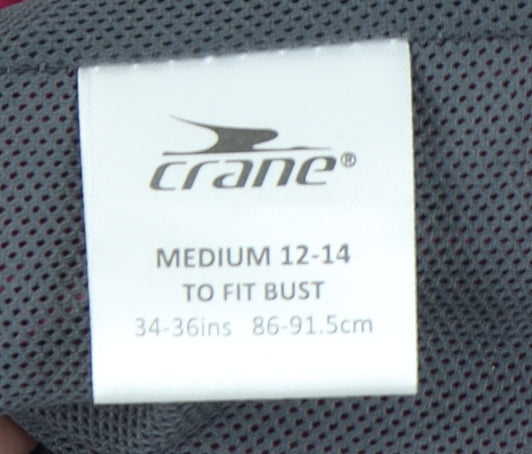 crane®
MEDIUM 12-14
TO FIT BUST
34-36ins 86-91.5cm